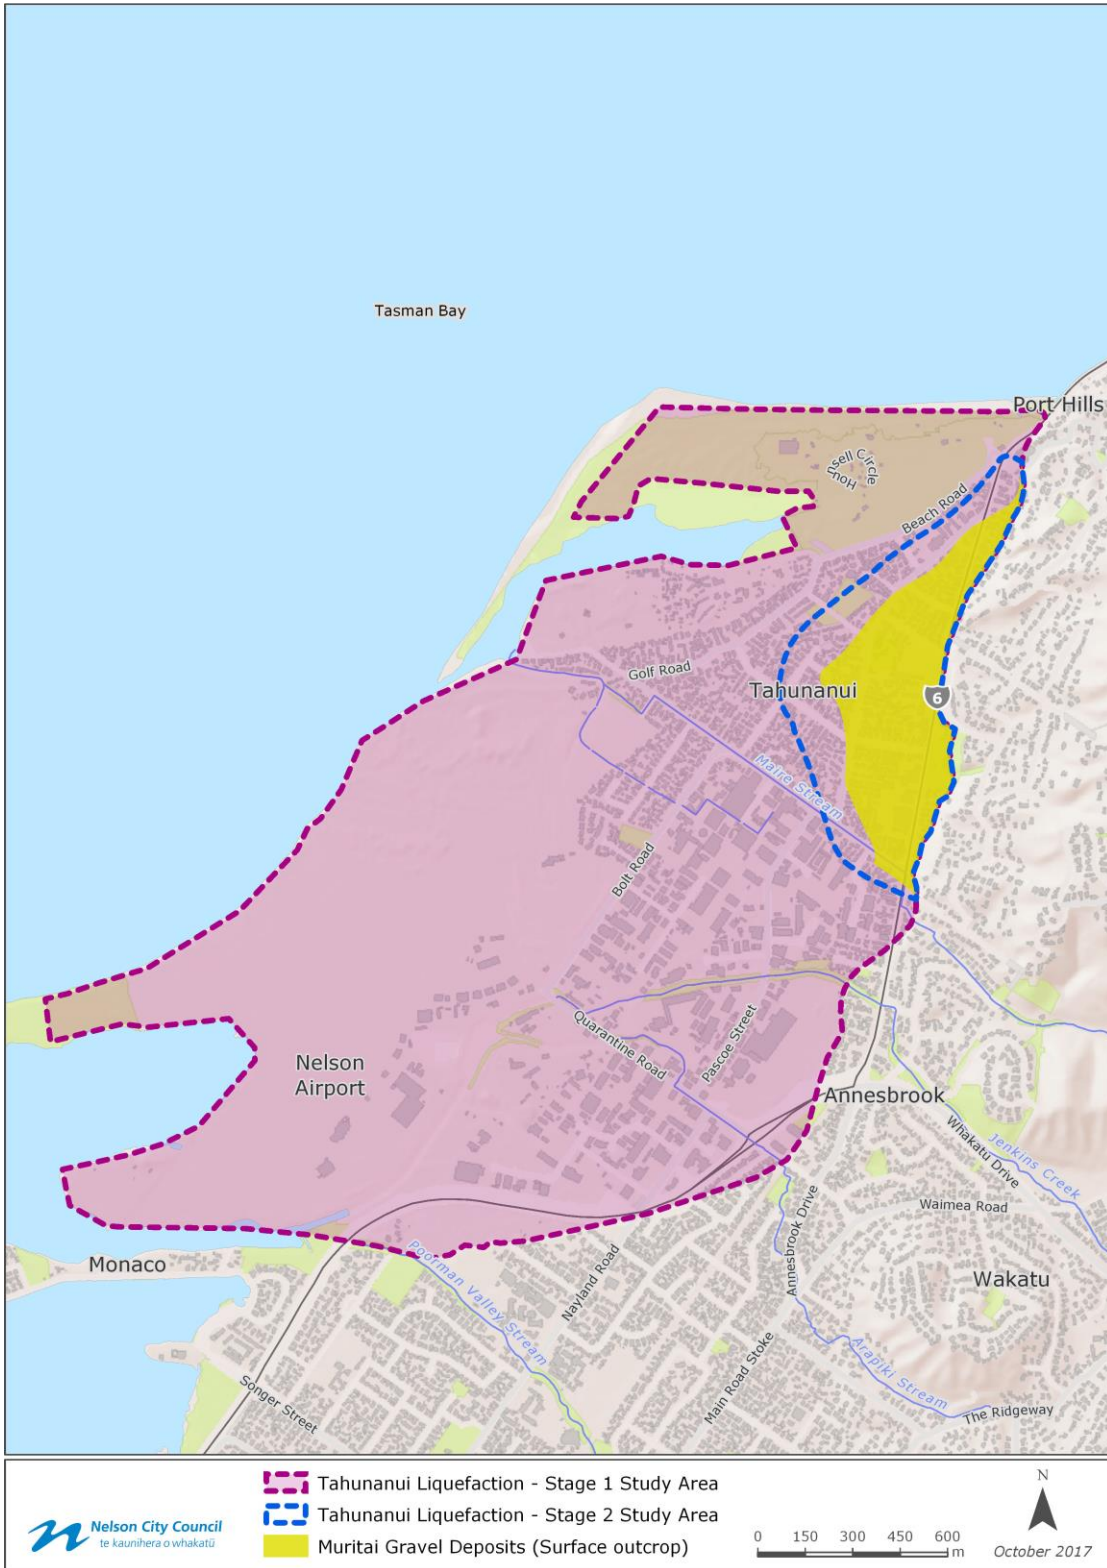 Tasman Bay
Port Hills
Hounsell Circle
Beach Road
Golf Road
Tahunanui
6
Maire Stream
Bolt Road
Quarantine Road
Pascoe Street
Nelson
Airport
Annesbrook
Whakatu Drive
Jenkins Creek
Waimea Road
Annesbrook Drive
Monaco
Poorman Valley Stream
Nayland Road
Wakatu
Main Road Stoke
Arapiki Stream
Songer Street
The Ridgeway
Nelson City Council
te kaunihera o whakatū
Tahunanui Liquefaction - Stage 1 Study Area
Tahunanui Liquefaction - Stage 2 Study Area
Muritai Gravel Deposits (Surface outcrop)
0 150 300 450 600
m
N
October 2017